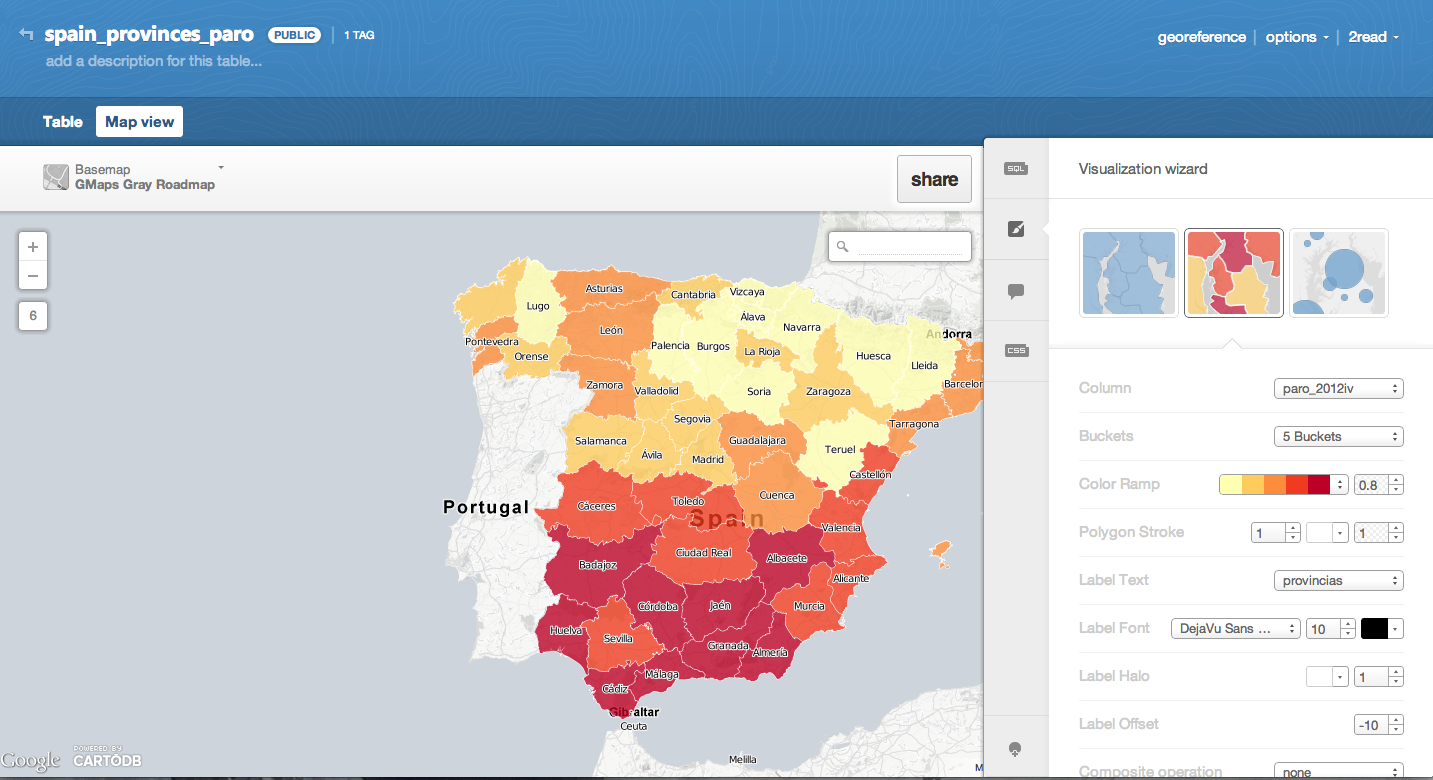 spain_provinces_paro PUBLIC 1 TAG
georeference options 2read
add a description for this table...
Table Map view
Basemap
GMaps Gray Roadmap
share
SQL
Visualization wizard
CSS
+
−
6
Asturias
Cantabria
Vizcaya
Lugo
Álava
León
Navarra
Andorra
Pontevedra
Palencia
Burgos
La Rioja
Orense
Huesca
Lleida
Zamora
Barcelon
Valladolid
Soria
Zaragoza
Segovia
Tarragona
Salamanca
Guadalajara
Teruel
Ávila
Madrid
Castellón
Cuenca
Toledo
Cáceres
Portugal
Spain
Valencia
Ciudad Real
Albacete
Badajoz
Alicante
Córdoba
Jaén
Murcia
Huelva
Sevilla
Granada
Almería
Málaga
Cádiz
Gibraltar
Ceuta
Melilla
M
Google
POWERED BY
CARTODB
Column paro_2012iv
Buckets 5 Buckets
Color Ramp 0.8
Polygon Stroke 1 1
Label Text provincias
Label Font DejaVu Sans ... 10
Label Halo 1
Label Offset -10
Composite operation none